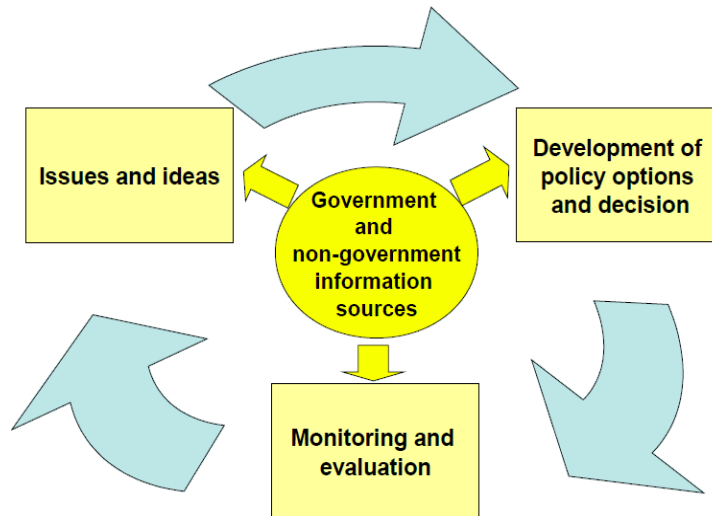 Issues and ideas
Development of
policy options
and decision
Government
and
non-government
information
sources
Monitoring and
evaluation